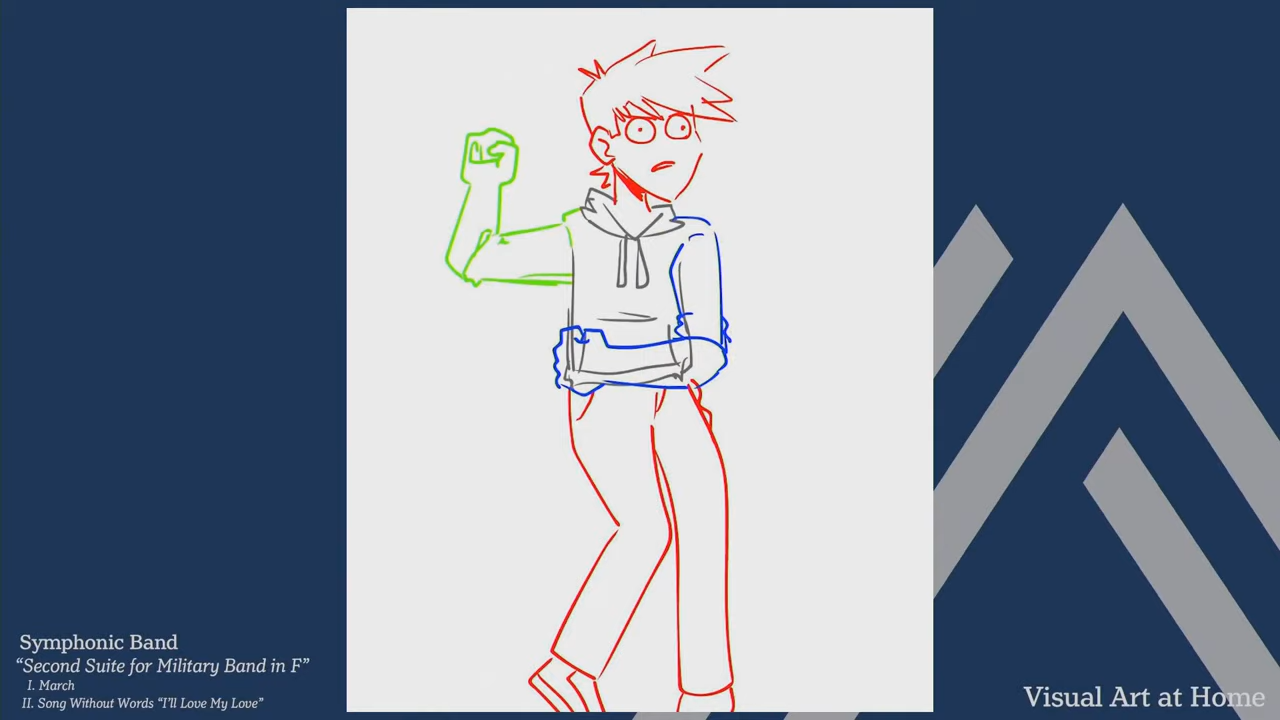 Symphonic Band
“Second Suite for Military Band in F”
I. March
II. Song Without Words “I’ll Love My Love”
Visual Art at Home